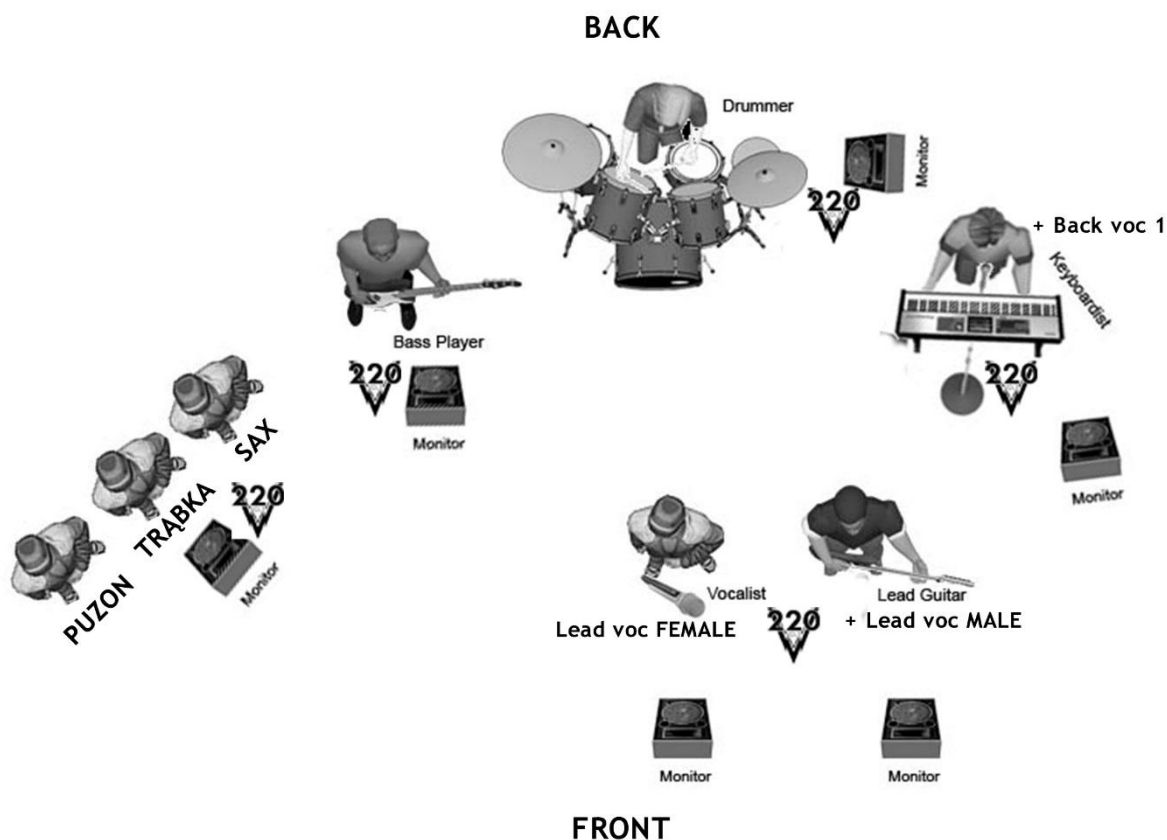 BACK
Drummer
Monitor
220
+ Back voc 1
Keyboardist
Bass Player
220
Monitor
220
Monitor
SAX
TRĄBKA
PUZON
220
Monitor
Vocalist
Lead voc FEMALE
220
Lead Guitar
+ Lead voc MALE
Monitor
Monitor
FRONT